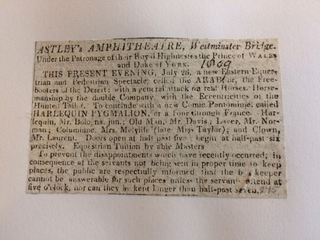 ASTLEY's AMPHITHEATRE, Westminster Bridge.
Under the Patronage of their Royal Highnesses the Prince of WALES
and Duke of YORK. 1809
THIS PRESENT EVENING, July 26, a new Eastern Eques-
trian and Pedestrian Spectacle, called the ARAB; or, the Free-
booters of the Desert; with a general attack on real Horses. Horse-
manship by the double Company, with the Eccentricities of the
Hunted Tailor. To conclude with a new Comic Pantomime, called
HARLEQUIN PYGMALION, or a Tour through France. Har-
lequin, Mr. Bologna, jun.; Old Man, Mr. Davis; Lover, Mr. Nor-
man; Columbine, Mrs. (late Miss Taylor); and Clown,
Mr. Laurent. Doors open at half past five; begin at half-past six
precisely. Equestrian Tuition by the Masters
To prevent the disappointments which have recently occurred, in
consequence of the servants not being sent in proper time to keep
places, the public are respectfully informed that the box keeper
cannot be answerable for such places unless the servants attend at
five o'clock, nor can they be kept longer than half-past seven.